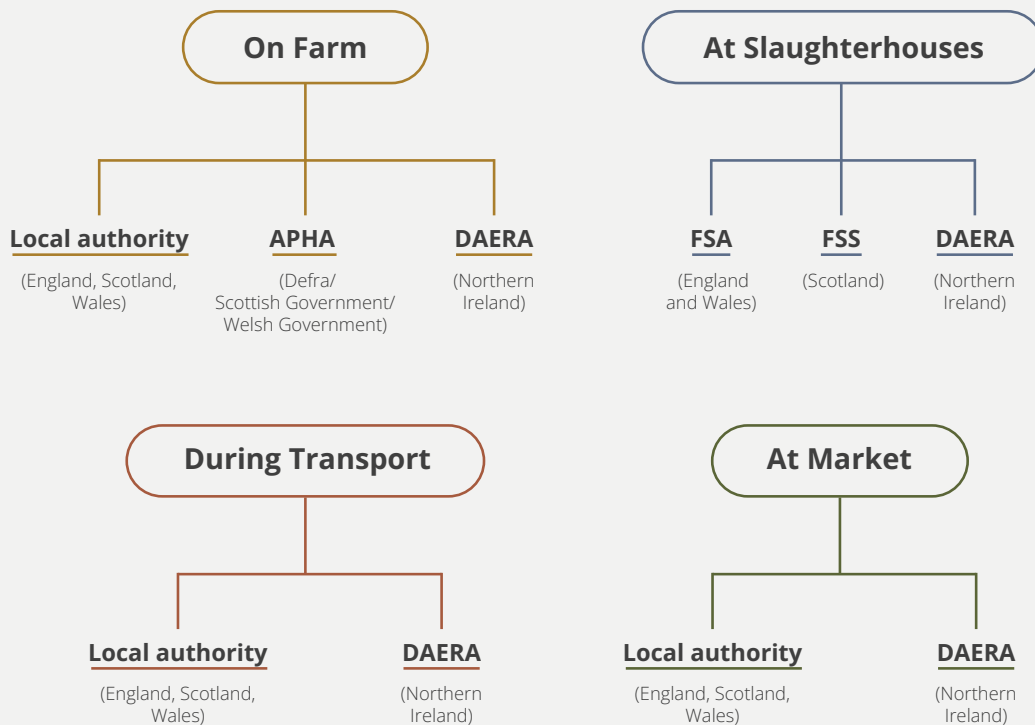 On Farm
Local authority
(England, Scotland,
Wales)
APHA
(Defra/
Scottish Government/
Welsh Government)
DAERA
(Northern
Ireland)
At Slaughterhouses
FSA
(England
and Wales)
FSS
(Scotland)
DAERA
(Northern
Ireland)
During Transport
Local authority
(England, Scotland,
Wales)
DAERA
(Northern
Ireland)
At Market
Local authority
(England, Scotland,
Wales)
DAERA
(Northern
Ireland)